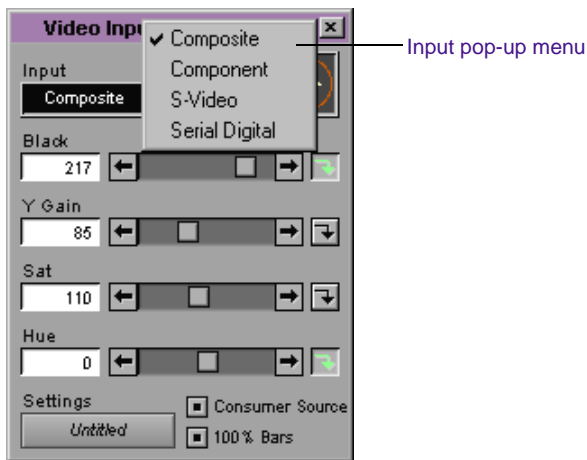 Video Inp
Composite
Component
S-Video
Serial Digital
Input pop-up menu
Input
Composite
Black
217
Y Gain
85
Sat
110
Hue
0
Settings
Untitled
Consumer Source
100% Bars